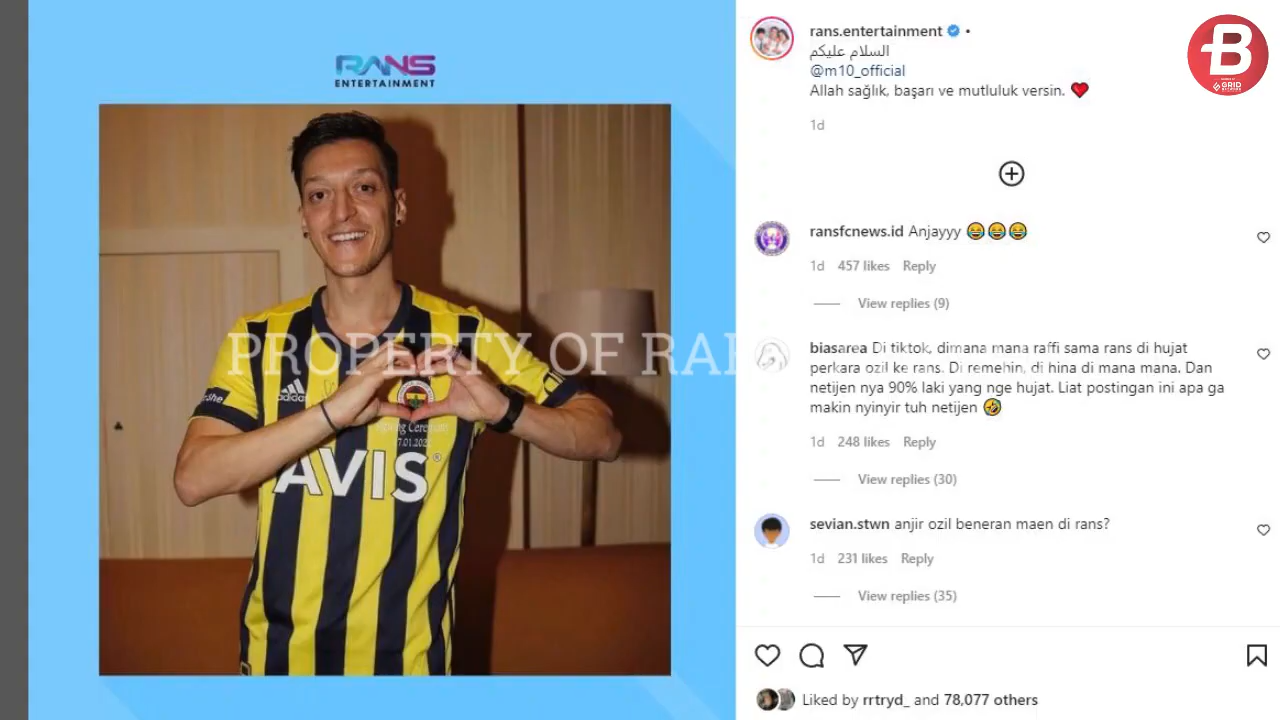 RANS
ENTERTAINMENT
PROPERTY OF RA
adidas
AVIS
rans.entertainment •
السلام عليكم
@m10_official
Allah sağlık, başarı ve mutluluk versin. ❤️
1d
B
GRID
ransfcnews.id Anjayyy 😂😂😂
1d 457 likes Reply
View replies (9)
biasarea Di tiktok, dimana mana raffi sama rans di hujat
perkara ozil ke rans. Di remehin, di hina di mana mana. Dan
netijen nya 90% laki yang nge hujat. Liat postingan ini apa ga
makin nyinyir tuh netijen 🤣
1d 248 likes Reply
View replies (30)
sevian.stwn anjir ozil beneran maen di rans?
1d 231 likes Reply
View replies (35)
Liked by rrtryd_ and 78,077 others